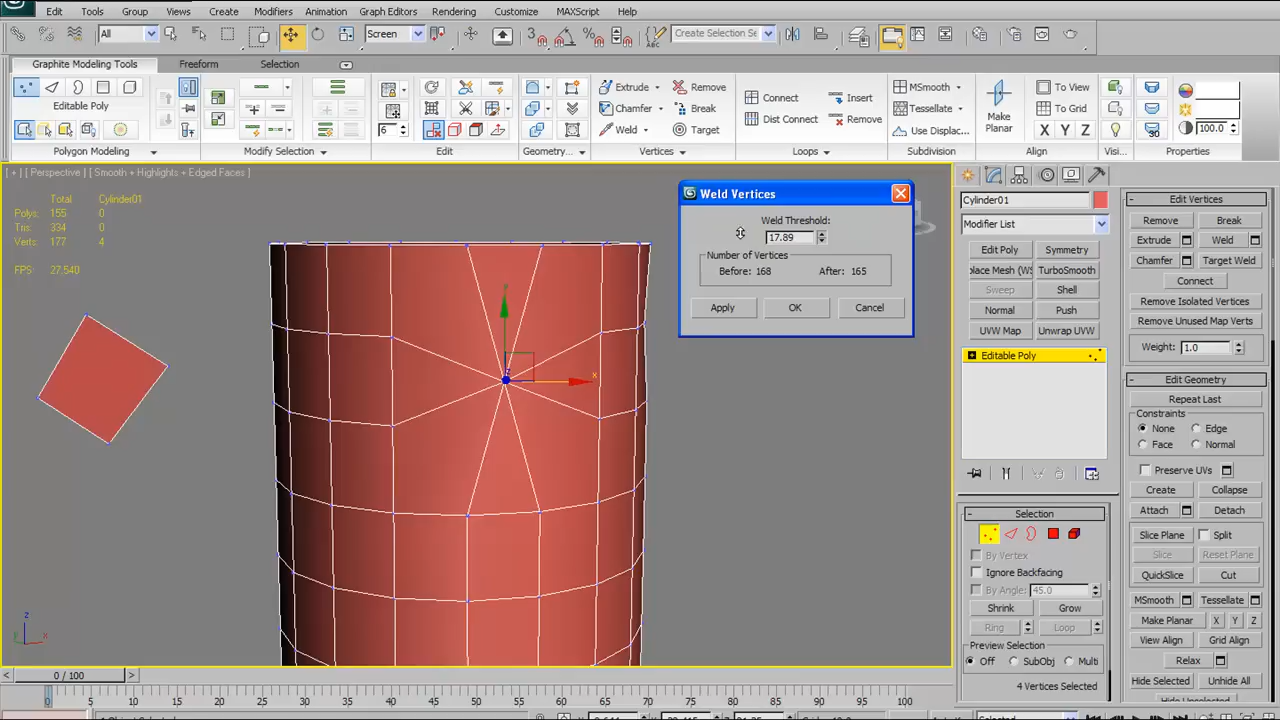 Edit Tools Group Views Create Modifiers Animation Graph Editors Rendering Customize MAXScript Help
All Screen Create Selection Se
Graphite Modeling Tools Freeform Selection
Extrude Remove Connect Insert MSmooth To View
Editable Poly Chamfer Break Dist Connect Remove Tessellate Make Planar To Grid
6 Weld Target Use Displac... X Y Z 100.0
Polygon Modeling Modify Selection Edit Geometry... Vertices Loops Subdivision Align Visi... Properties
[ + ] [ Perspective ] [ Smooth + Highlights + Edged Faces ]
Total Cylinder01
Polys: 155 0
Tris: 334 0
Verts: 177 4
FPS: 27,540
Weld Vertices
Weld Threshold:
17.89
Number of Vertices
Before: 168 After: 165
Apply OK Cancel
x
z
x
Cylinder01
Modifier List
Edit Poly Symmetry
place Mesh (WS TurboSmooth
Sweep Shell
Normal Push
UVW Map Unwrap UVW
Editable Poly
Selection
By Vertex
Ignore Backfacing
By Angle: 45.0
Shrink Grow
Ring Loop
Preview Selection
Off SubObj Multi
4 Vertices Selected
Edit Vertices
Remove Break
Extrude Weld
Chamfer Target Weld
Connect
Remove Isolated Vertices
Remove Unused Map Verts
Weight: 1.0
Edit Geometry
Repeat Last
Constraints
None Edge
Face Normal
Preserve UVs
Create Collapse
Attach Detach
Slice Plane Split
Slice Reset Plane
QuickSlice Cut
MSmooth Tessellate
Make Planar X Y Z
View Align Grid Align
Relax
Hide Selected Unhide All
Hide Unselected
< 0 / 100 >
0 5 10 15 20 25 30 35 40 45 50 55 60 65 70 75 80 85 90 95 100